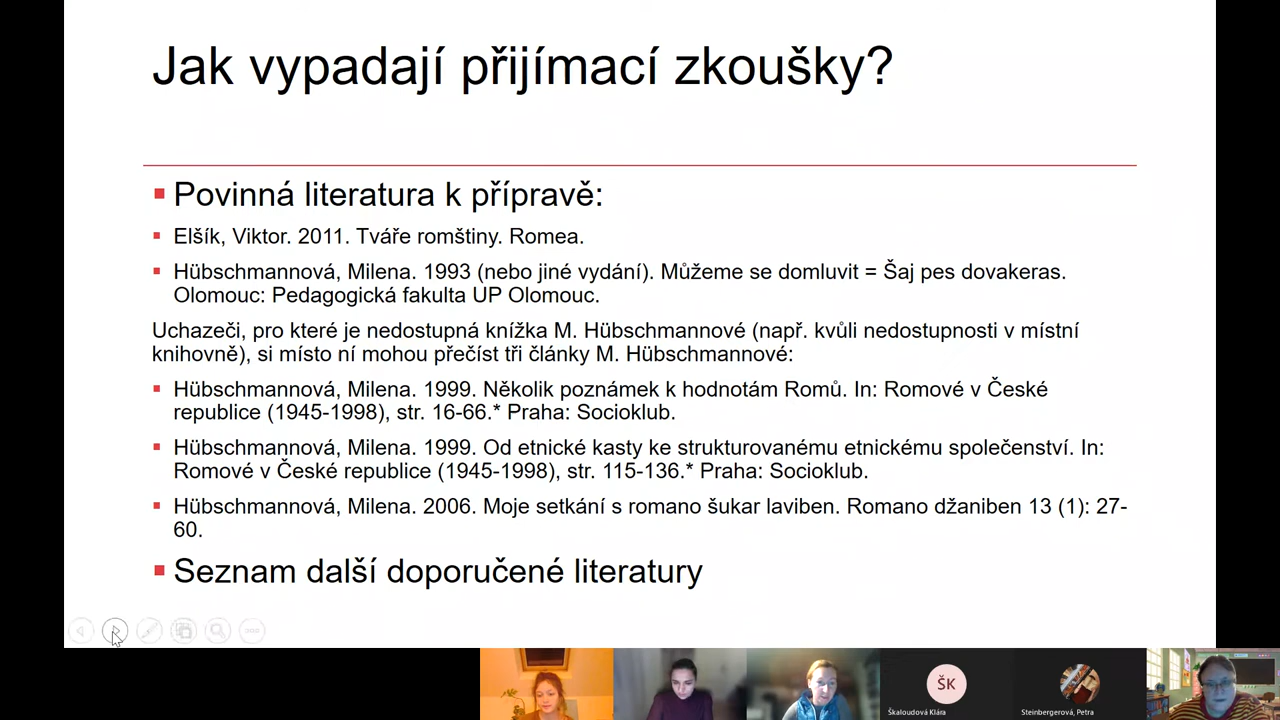 Jak vypadají přijímací zkoušky?
Povinná literatura k přípravě:
Elšík, Viktor. 2011. Tváře romštiny. Romea.
Hübschmannová, Milena. 1993 (nebo jiné vydání). Můžeme se domluvit = Šaj pes dovakeras.
Olomouc: Pedagogická fakulta UP Olomouc.
Uchazeči, pro které je nedostupná knížka M. Hübschmannové (např. kvůli nedostupnosti v místní
knihovně), si místo ní mohou přečíst tři články M. Hübschmannové:
Hübschmannová, Milena. 1999. Několik poznámek k hodnotám Romů. In: Romové v České
republice (1945-1998), str. 16-66.* Praha: Socioklub.
Hübschmannová, Milena. 1999. Od etnické kasty ke strukturovanému etnickému společenství. In:
Romové v České republice (1945-1998), str. 115-136.* Praha: Socioklub.
Hübschmannová, Milena. 2006. Moje setkání s romano šukar laviben. Romano džaniben 13 (1): 27-
60.
Seznam další doporučené literatury
ŠK
Škaloudová Klára
Steinbergerová, Petra